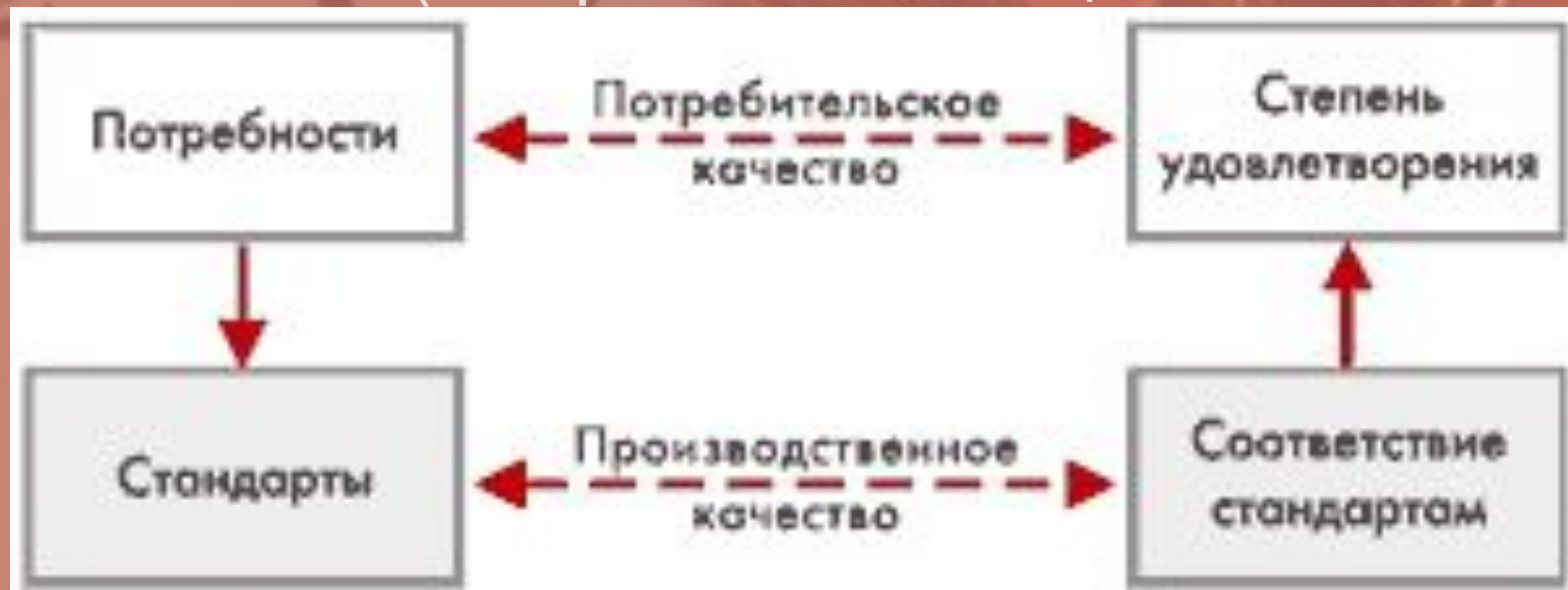 Потребности
Потребительское
качество
Степень
удовлетворения
Стандарты
Производственное
качество
Соответствие
стандартам